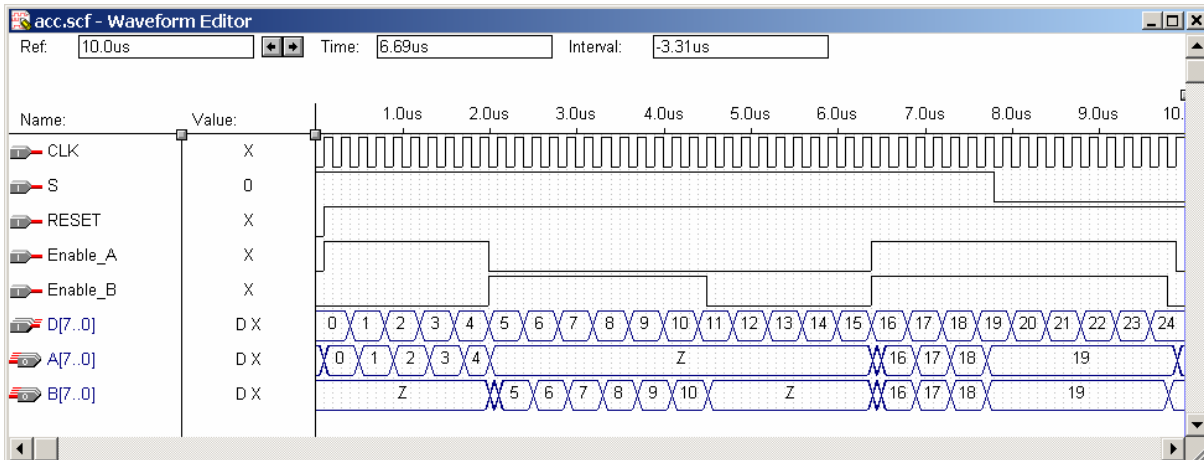 acc.scf - Waveform Editor
Ref: 10.0us Time: 6.69us Interval: -3.31us
1.0us 2.0us 3.0us 4.0us 5.0us 6.0us 7.0us 8.0us 9.0us 10.
Name: Value:
CLK X
S 0
RESET X
Enable_A X
Enable_B X
D[7..0] D X 0 1 2 3 4 5 6 7 8 9 10 11 12 13 14 15 16 17 18 19 20 21 22 23 24
A[7..0] D X 0 1 2 3 4 Z 16 17 18 19
B[7..0] D X Z 5 6 7 8 9 10 Z 16 17 18 19